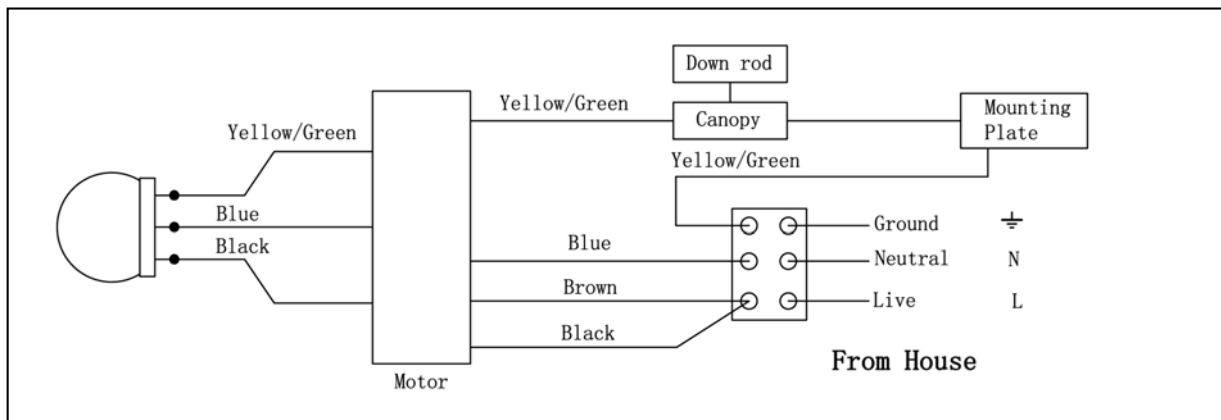 Down rod
Yellow/Green
Canopy
Mounting
Plate
Yellow/Green
Yellow/Green
Blue
Black
Ground
Blue
Neutral N
Brown
Live L
Black
From House
Motor